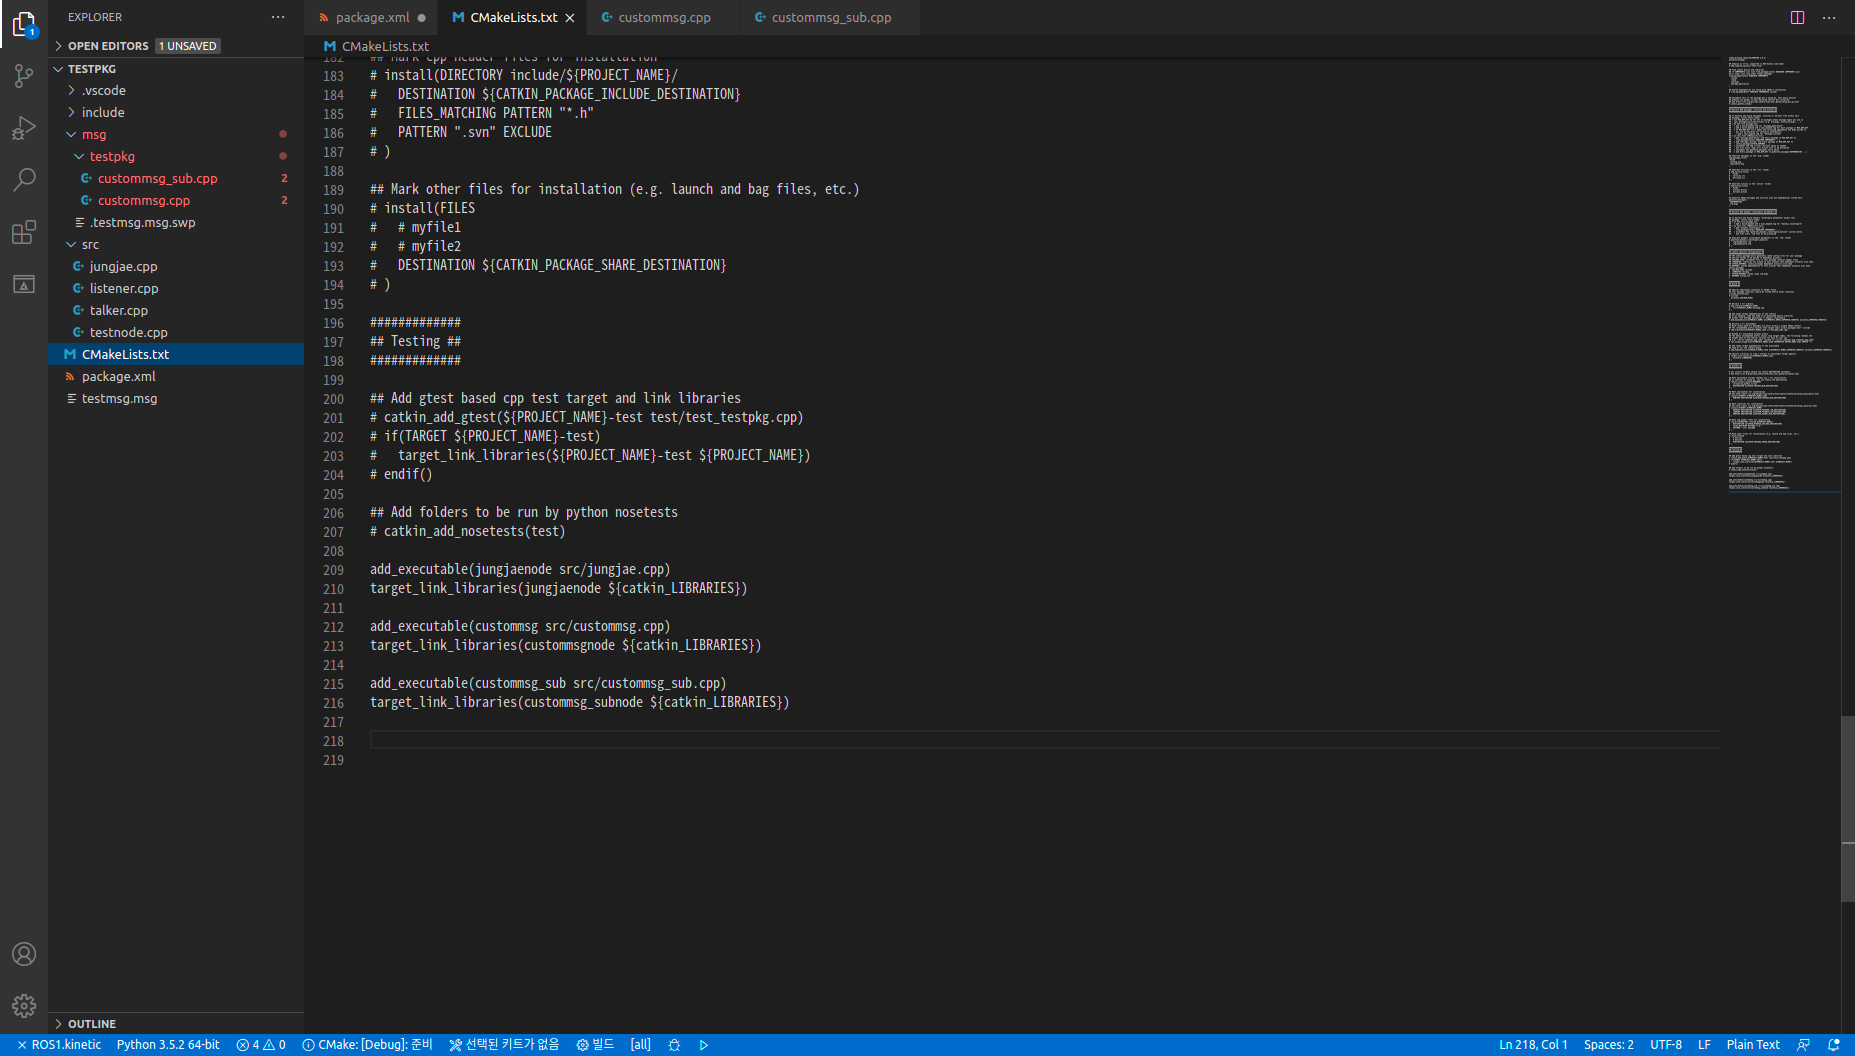 EXPLORER
package.xml
CMakeLists.txt
custommsg.cpp
custommsg_sub.cpp
1
OPEN EDITORS 1 UNSAVED
CMakeLists.txt
TESTPKG
.vscode
include
msg
testpkg
custommsg_sub.cpp 2
custommsg.cpp 2
.testmsg.msg.swp
src
jungjae.cpp
listener.cpp
talker.cpp
testnode.cpp
CMakeLists.txt
package.xml
testmsg.msg
OUTLINE
182 ## Mark cpp header files for installation
183 # install(DIRECTORY include/${PROJECT_NAME}/
184 #   DESTINATION ${CATKIN_PACKAGE_INCLUDE_DESTINATION}
185 #   FILES_MATCHING PATTERN "*.h"
186 #   PATTERN ".svn" EXCLUDE
187 # )
188
189 ## Mark other files for installation (e.g. launch and bag files, etc.)
190 # install(FILES
191 #   # myfile1
192 #   # myfile2
193 #   DESTINATION ${CATKIN_PACKAGE_SHARE_DESTINATION}
194 # )
195
196 #############
197 ## Testing ##
198 #############
199
200 ## Add gtest based cpp test target and link libraries
201 # catkin_add_gtest(${PROJECT_NAME}-test test/test_testpkg.cpp)
202 # if(TARGET ${PROJECT_NAME}-test)
203 #   target_link_libraries(${PROJECT_NAME}-test ${PROJECT_NAME})
204 # endif()
205
206 ## Add folders to be run by python nosetests
207 # catkin_add_nosetests(test)
208
209 add_executable(jungjaenode src/jungjae.cpp)
210 target_link_libraries(jungjaenode ${catkin_LIBRARIES})
211
212 add_executable(custommsg src/custommsg.cpp)
213 target_link_libraries(custommsgnode ${catkin_LIBRARIES})
214
215 add_executable(custommsg_sub src/custommsg_sub.cpp)
216 target_link_libraries(custommsg_subnode ${catkin_LIBRARIES})
217
218
219
ROS1.kinetic Python 3.5.2 64-bit 4 0 CMake: [Debug]: 준비 선택된 키트가 없음 빌드 [all] Ln 218, Col 1 Spaces: 2 UTF-8 LF Plain Text